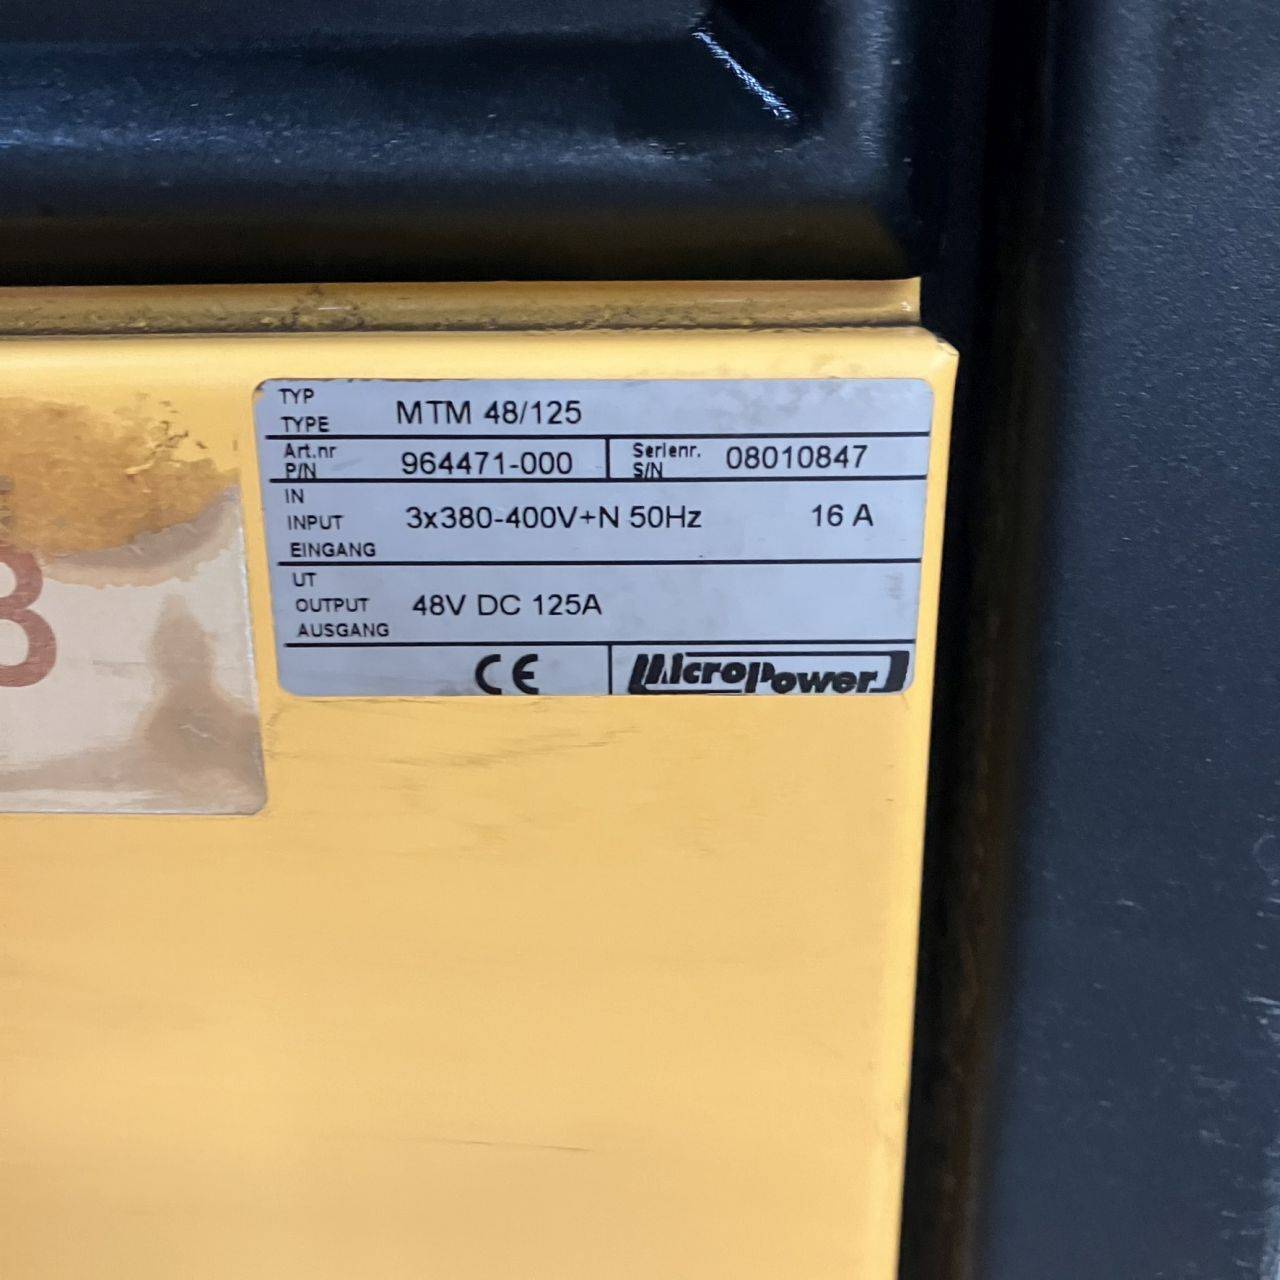 TYP
TYPE MTM 48/125
Art.nr
P/N 964471-000
Serienr.
S/N 08010847
IN
INPUT 3x380-400V+N 50Hz 16 A
EINGANG
UT
OUTPUT 48V DC 125A
AUSGANG
CE MicroPower